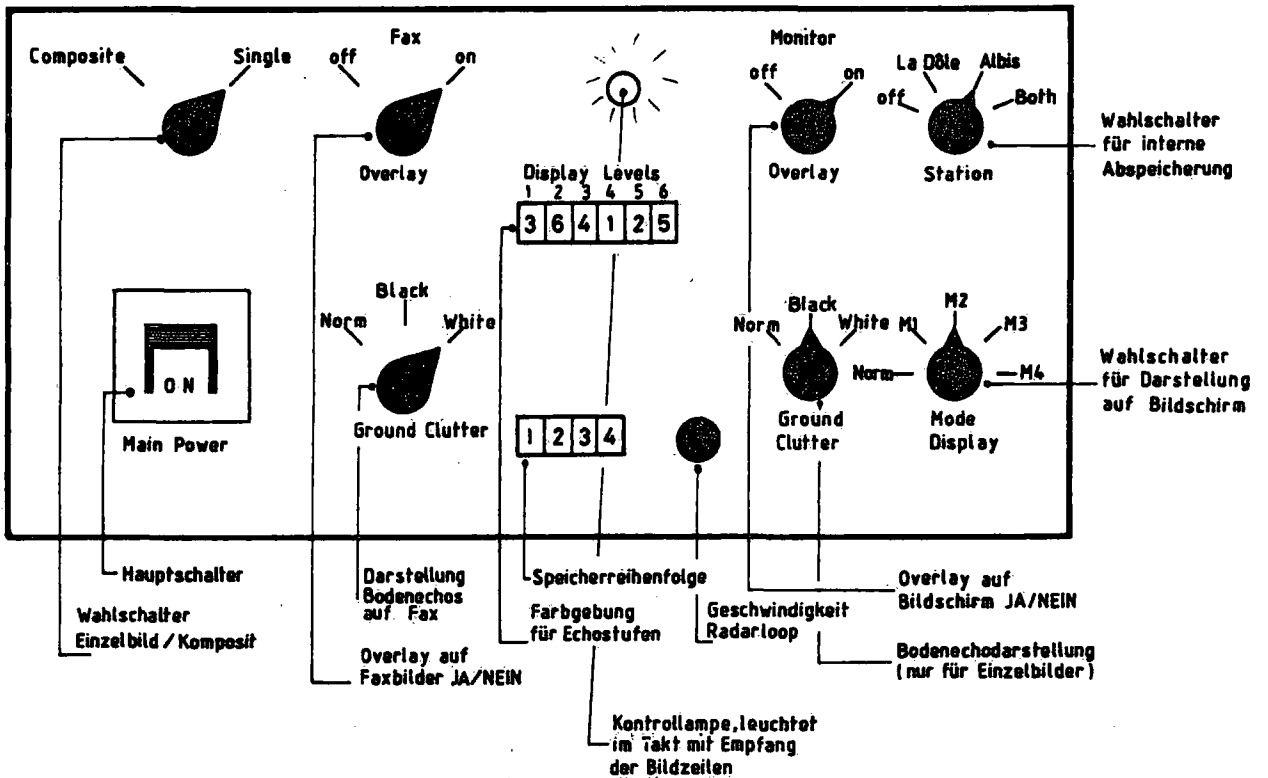 Fax
Monitor
Composite
Single
off
on
off
on
La Dôle
Albis
off
Both
Overlay
Overlay
Station
Wahlschalter
für interne
Abspeicherung
Display Levels
1 2 3 4 5 6
3 6 4 1 2 5
Black
Norm
White
Ground Clutter
ON
Main Power
1 2 3 4
Black
Norm
White
Ground
Clutter
M2
M1
M3
Norm
M4
Mode
Display
Wahlschalter
für Darstellung
auf Bildschirm
Hauptschalter
Wahlschalter
Einzelbild / Komposit
Darstellung
Bodenechos
auf Fax
Overlay auf
Faxbilder JA/NEIN
Speicherreihenfolge
Farbgebung
für Echostufen
Geschwindigkeit
Radarloop
Overlay auf
Bildschirm JA/NEIN
Bodenechodarstellung
(nur für Einzelbilder)
Kontrollampe, leuchtet
im Takt mit Empfang
der Bildzeilen